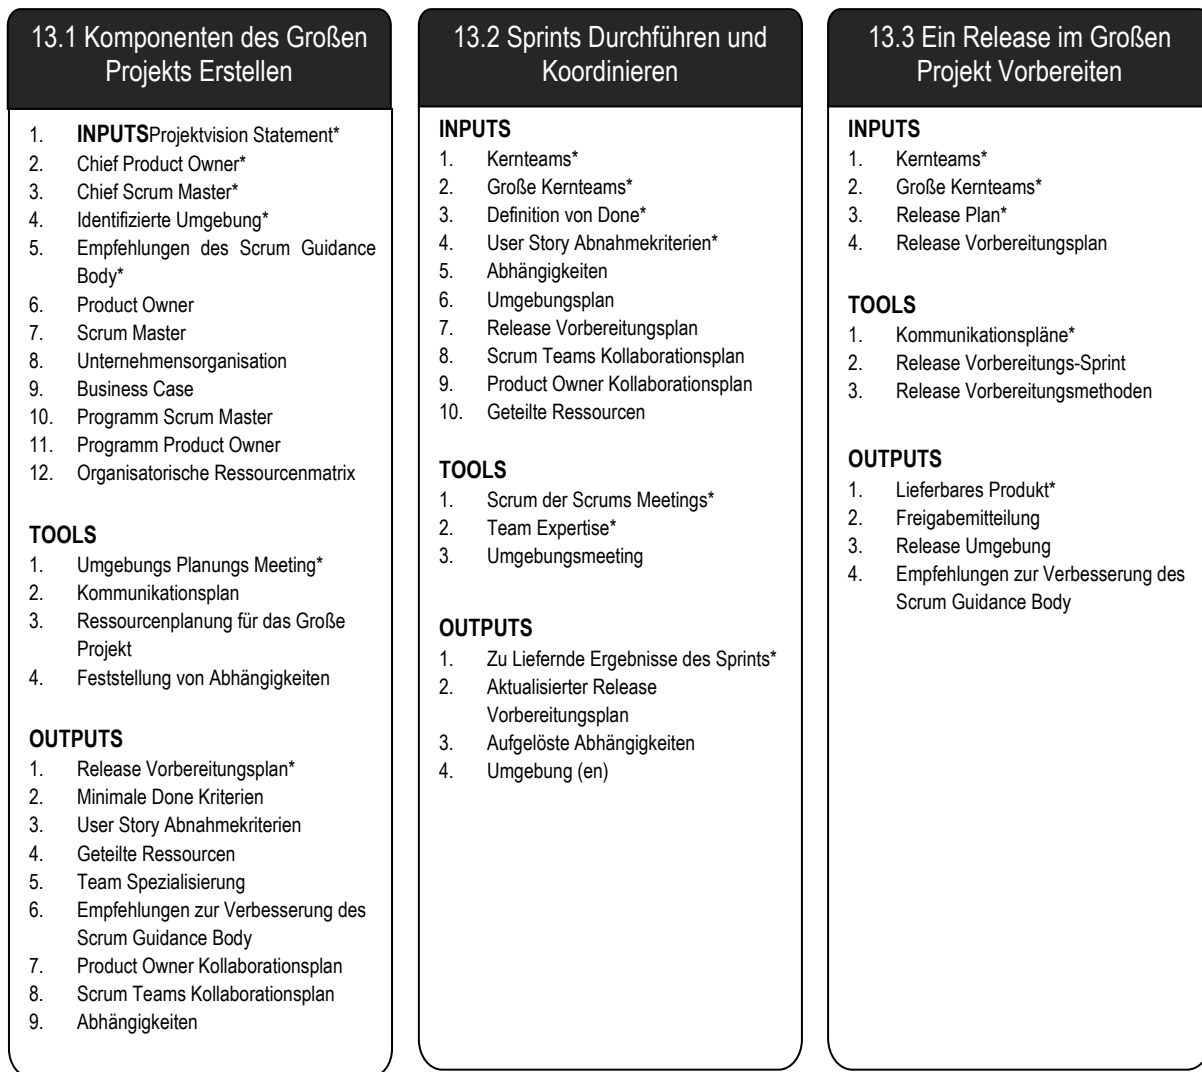 13.1 Komponenten des Großen
Projekts Erstellen
1. INPUTSProjektvision Statement*
2. Chief Product Owner*
3. Chief Scrum Master*
4. Identifizierte Umgebung*
5. Empfehlungen des Scrum Guidance
Body*
6. Product Owner
7. Scrum Master
8. Unternehmensorganisation
9. Business Case
10. Programm Scrum Master
11. Programm Product Owner
12. Organisatorische Ressourcenmatrix
TOOLS
1. Umgebungs Planungs Meeting*
2. Kommunikationsplan
3. Ressourcenplanung für das Große
Projekt
4. Feststellung von Abhängigkeiten
OUTPUTS
1. Release Vorbereitungsplan*
2. Minimale Done Kriterien
3. User Story Abnahmekriterien
4. Geteilte Ressourcen
5. Team Spezialisierung
6. Empfehlungen zur Verbesserung des
Scrum Guidance Body
7. Product Owner Kollaborationsplan
8. Scrum Teams Kollaborationsplan
9. Abhängigkeiten
13.2 Sprints Durchführen und
Koordinieren
INPUTS
1. Kernteams*
2. Große Kernteams*
3. Definition von Done*
4. User Story Abnahmekriterien*
5. Abhängigkeiten
6. Umgebungsplan
7. Release Vorbereitungsplan
8. Scrum Teams Kollaborationsplan
9. Product Owner Kollaborationsplan
10. Geteilte Ressourcen
TOOLS
1. Scrum der Scrums Meetings*
2. Team Expertise*
3. Umgebungsmeeting
OUTPUTS
1. Zu Liefernde Ergebnisse des Sprints*
2. Aktualisierter Release
Vorbereitungsplan
3. Aufgelöste Abhängigkeiten
4. Umgebung (en)
13.3 Ein Release im Großen
Projekt Vorbereiten
INPUTS
1. Kernteams*
2. Große Kernteams*
3. Release Plan*
4. Release Vorbereitungsplan
TOOLS
1. Kommunikationspläne*
2. Release Vorbereitungs-Sprint
3. Release Vorbereitungsmethoden
OUTPUTS
1. Lieferbares Produkt*
2. Freigabemitteilung
3. Release Umgebung
4. Empfehlungen zur Verbesserung des
Scrum Guidance Body